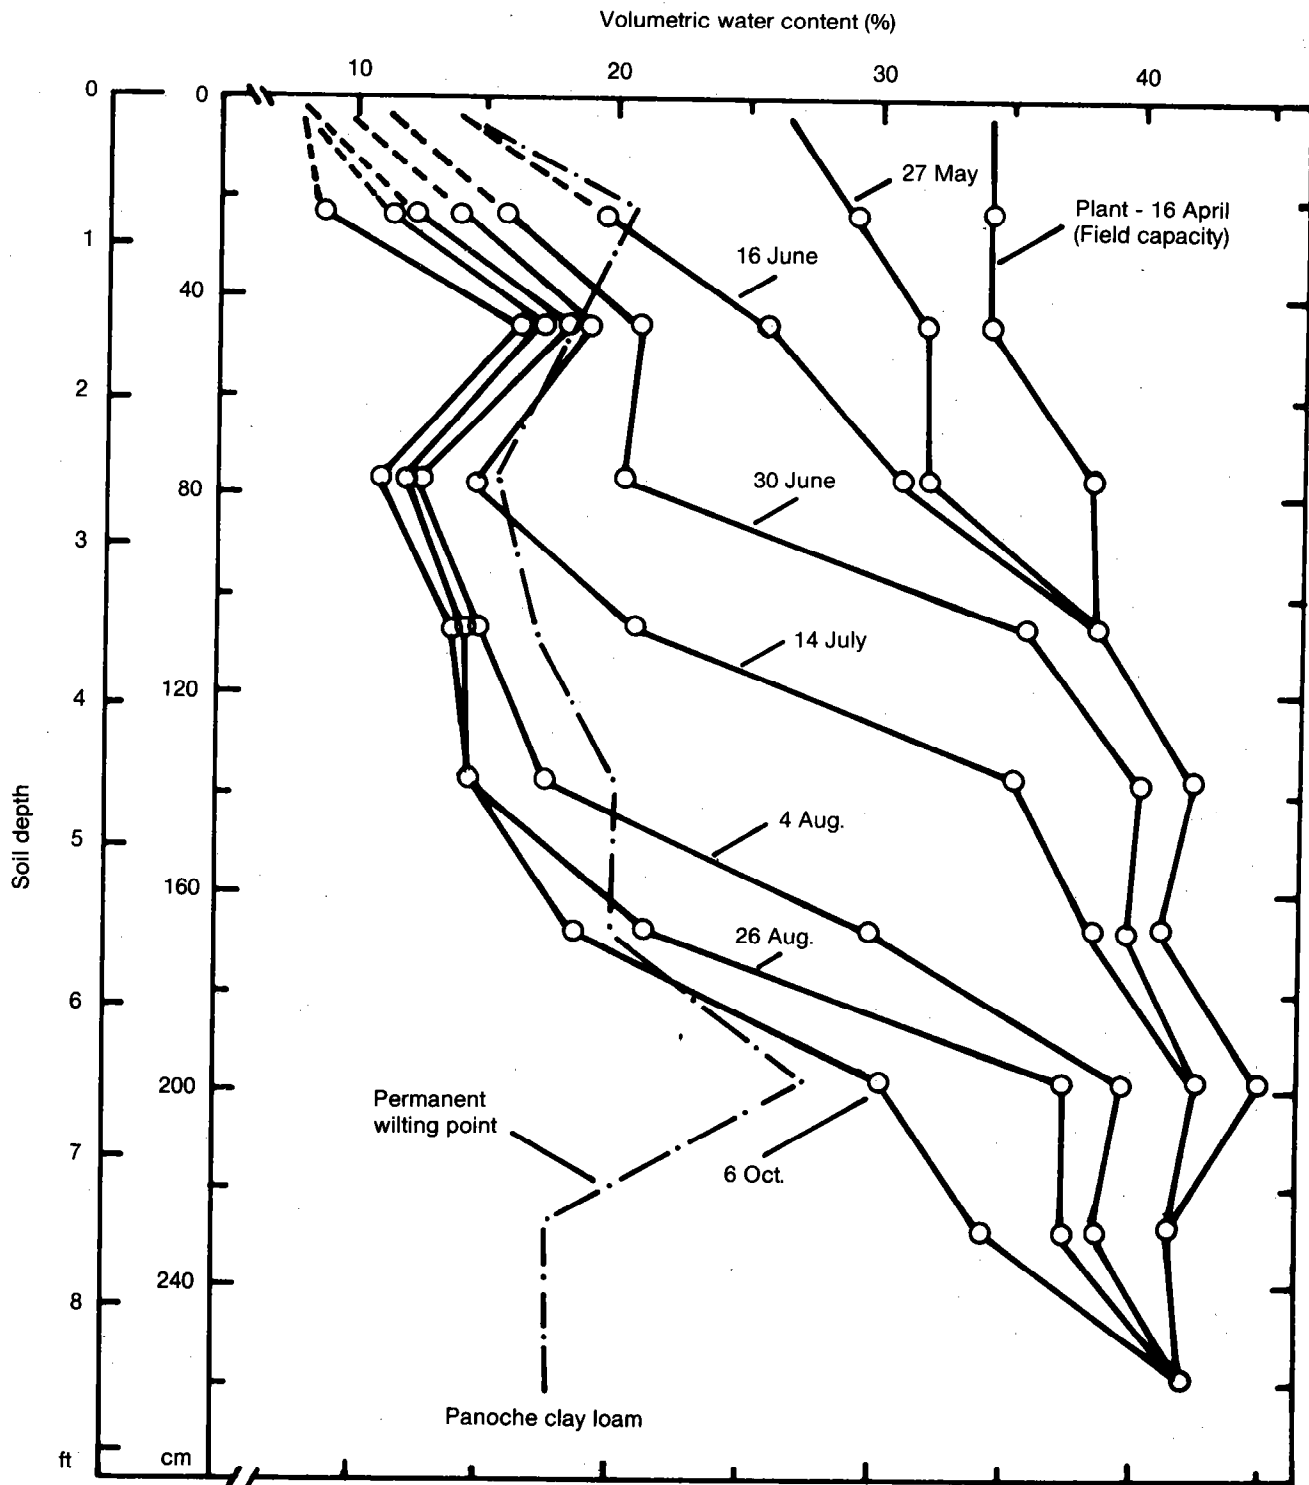 Volumetric water content (%)
10 20 30 40
0 0
27 May
Plant - 16 April
(Field capacity)
1
16 June
40
2
30 June
80
3
14 July
120
4
4 Aug.
5
Soil depth
160
26 Aug.
6
200
Permanent
wilting point
7
6 Oct.
240
8
Panoche clay loam
ft cm